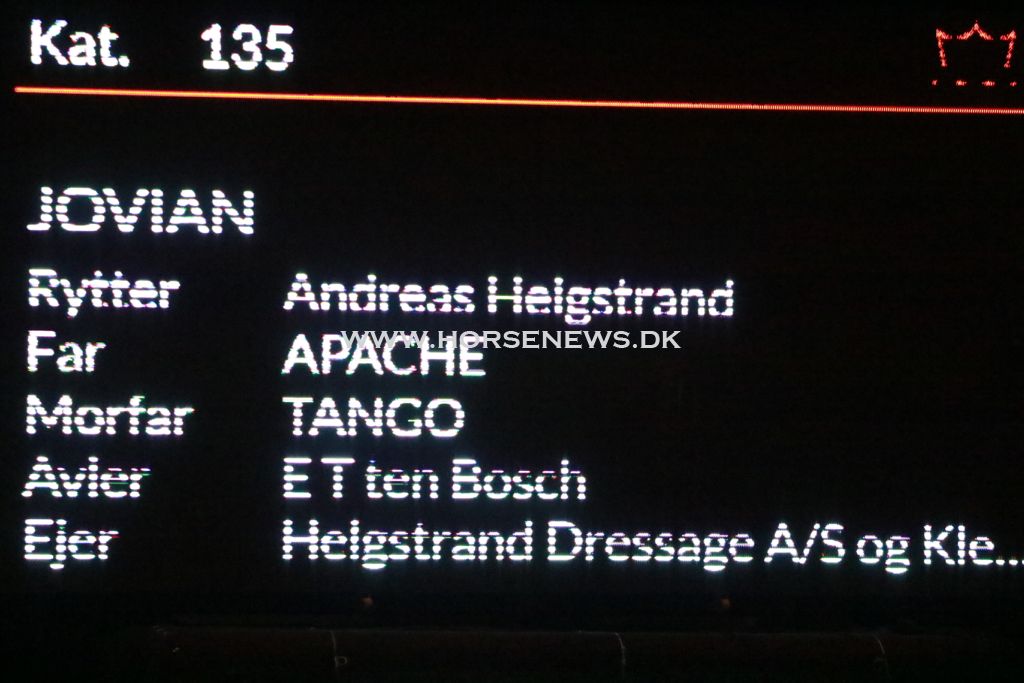 Kat. 135
JOVIAN
Rytter Andreas Helgstrand
WWW.HORSENEWS.DK
Far APACHE
Morfar TANGO
Avler E T ten Bosch
Ejer Helgstrand Dressage A/S og Kle...